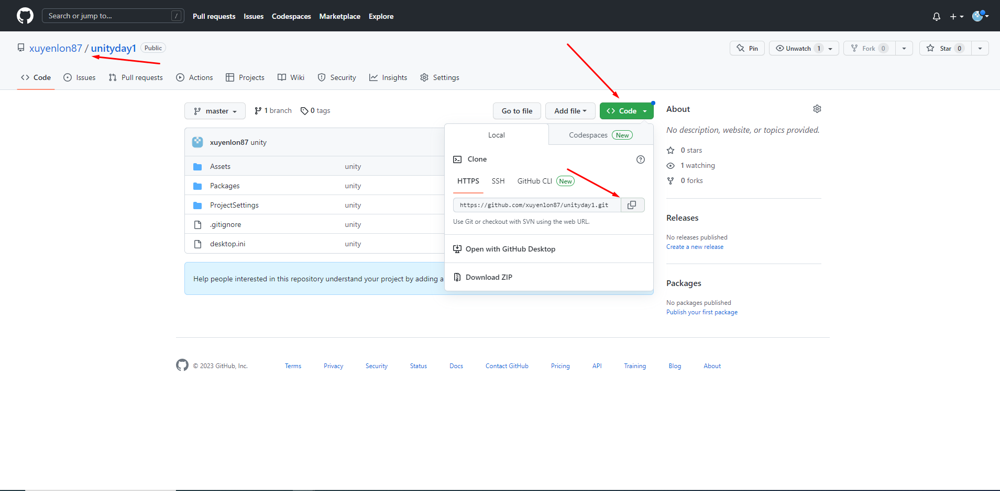 Search or jump to... /
Pull requests Issues Codespaces Marketplace Explore
xuyenlon87 / unityday1 Public
Pin Unwatch 1 Fork 0 Star 0
Code Issues Pull requests Actions Projects Wiki Security Insights Settings
master 1 branch 0 tags Go to file Add file Code
xuyenlon87 unity
Assets unity
Packages unity
ProjectSettings unity
.gitignore unity
desktop.ini unity
Help people interested in this repository understand your project by adding a
Local Codespaces New
Clone
HTTPS SSH GitHub CLI New
https://github.com/xuyenlon87/unityday1.git
Use Git or checkout with SVN using the web URL.
Open with GitHub Desktop
Download ZIP
About
No description, website, or topics provided.
0 stars
1 watching
0 forks
Releases
No releases published
Create a new release
Packages
No packages published
Publish your first package
© 2023 GitHub, Inc. Terms Privacy Security Status Docs Contact GitHub Pricing API Training Blog About